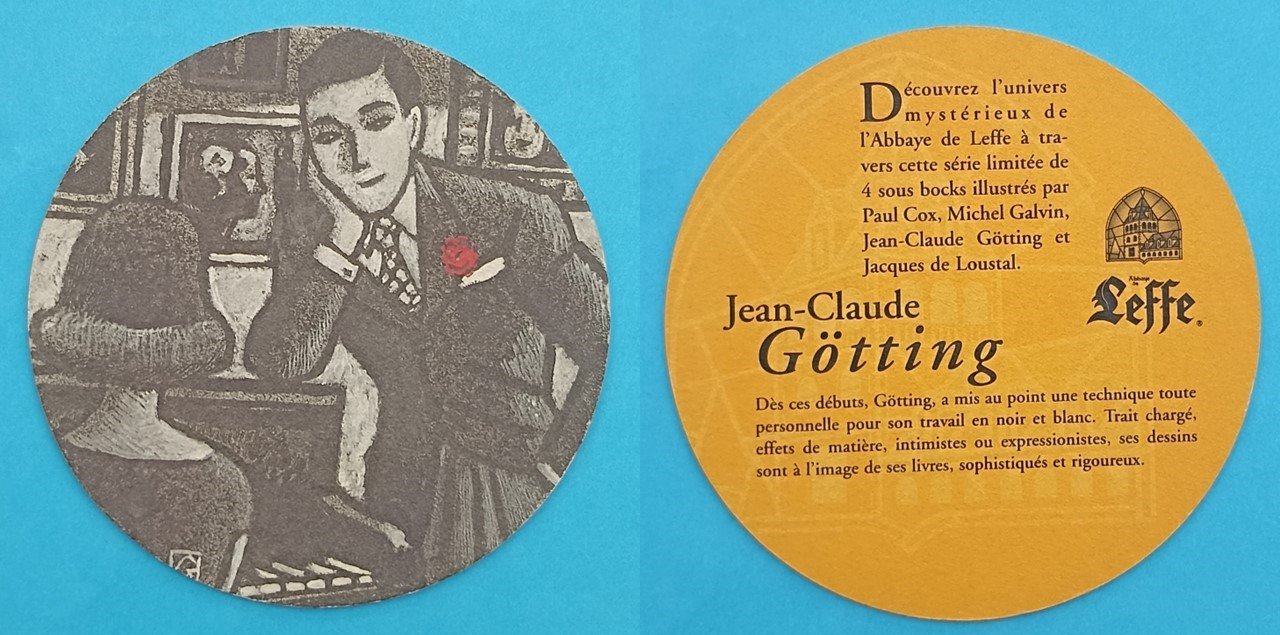 Découvrez l'univers
mystérieux de
l'Abbaye de Leffe à tra-
vers cette série limitée de
4 sous bocks illustrés par
Paul Cox, Michel Galvin,
Jean-Claude Götting et
Jacques de Loustal.
Abbaye de
Leffe®
Jean-Claude
Götting
Dès ces débuts, Götting, a mis au point une technique toute
personnelle pour son travail en noir et blanc. Trait chargé,
effets de matière, intimistes ou expressionistes, ses dessins
sont à l'image de ses livres, sophistiqués et rigoureux.